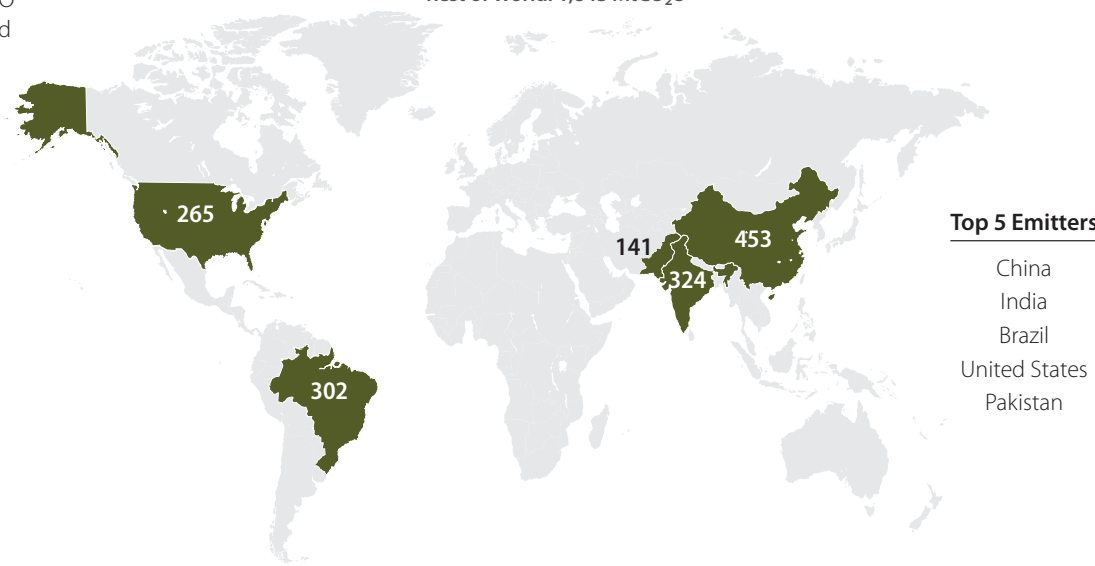 d
265
141
453
324
302
Top 5 Emitters
China
India
Brazil
United States
Pakistan